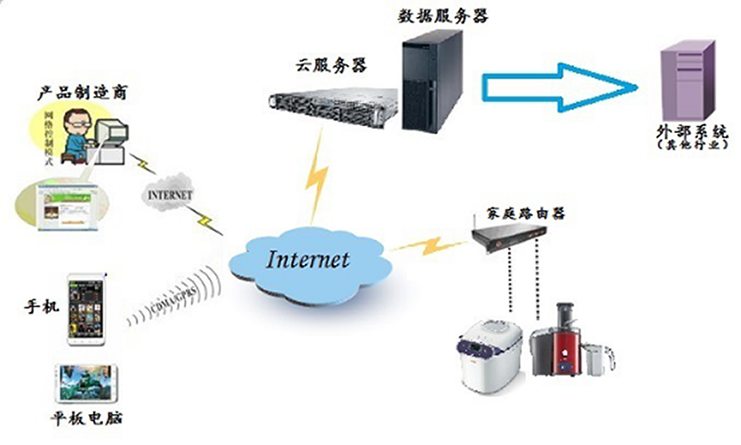 数据服务器
云服务器
产品制造商
网络控制模式
INTERNET
外部系统
(其他行业)
家庭路由器
Internet
手机
CDMA/GPRS
平板电脑